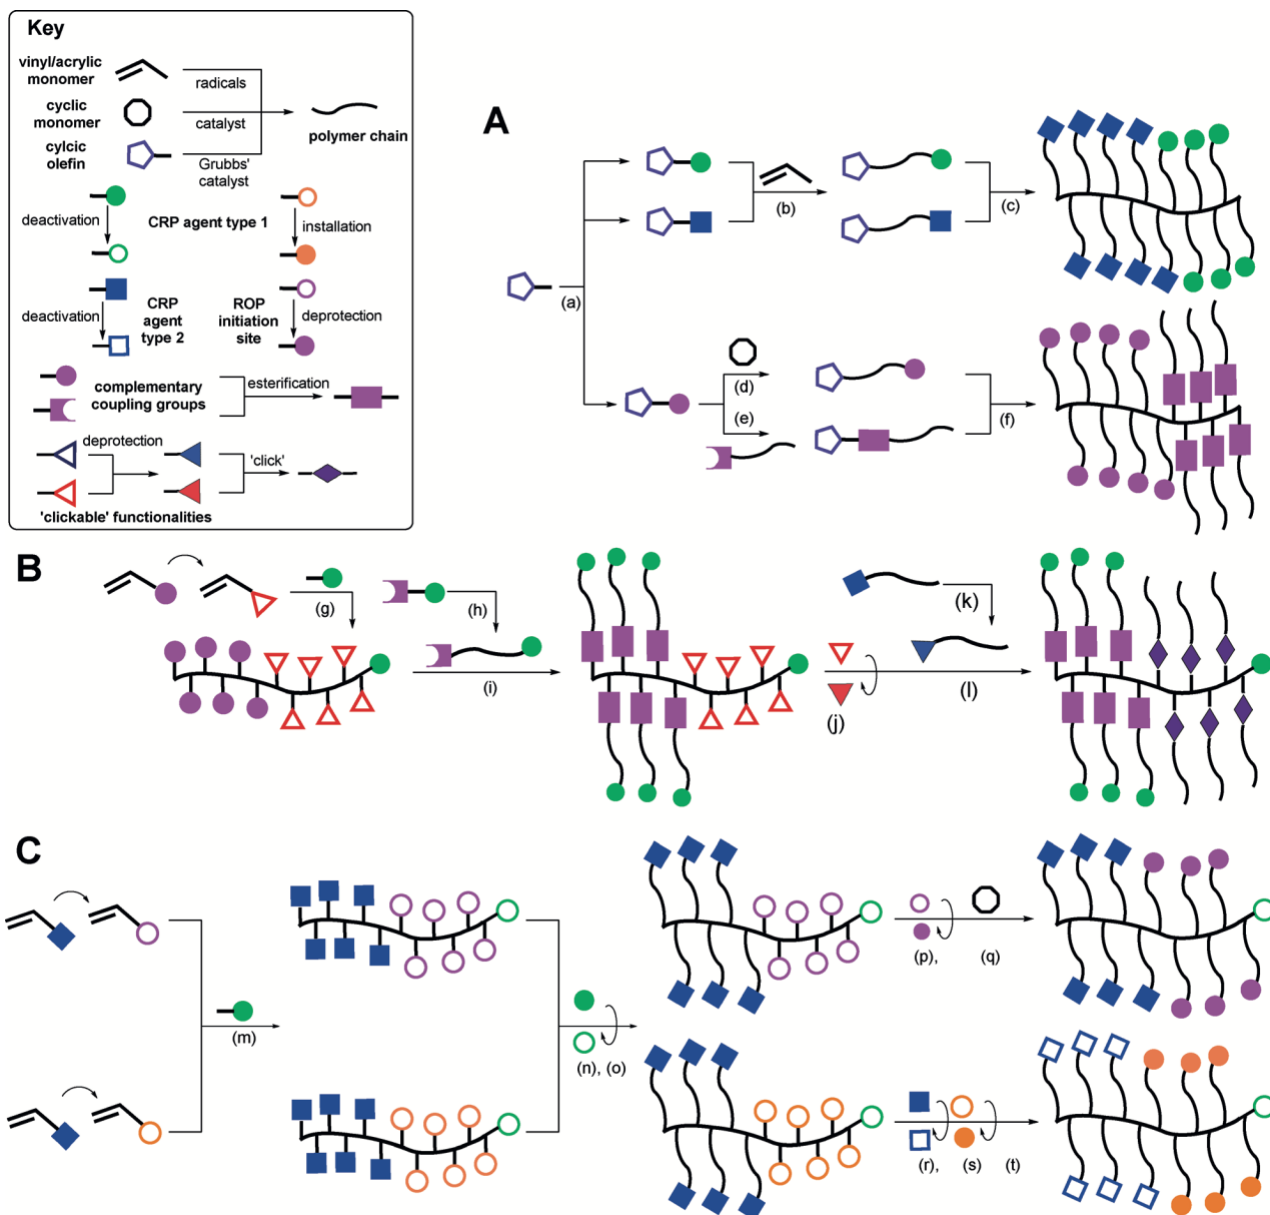 Key
vinyl/acrylic
monomer
radicals
cyclic
monomer
catalyst
polymer chain
cylcic
olefin
Grubbs'
catalyst
deactivation
CRP agent type 1
installation
deactivation
CRP
agent
type 2
ROP
initiation
site
deprotection
complementary
coupling groups
esterification
deprotection
'click'
'clickable' functionalities
A
(a)
(b)
(c)
(d)
(e)
(f)
B
(g)
(h)
(i)
(j)
(k)
(l)
C
(m)
(n), (o)
(p),
(q)
(r),
(s)
(t)